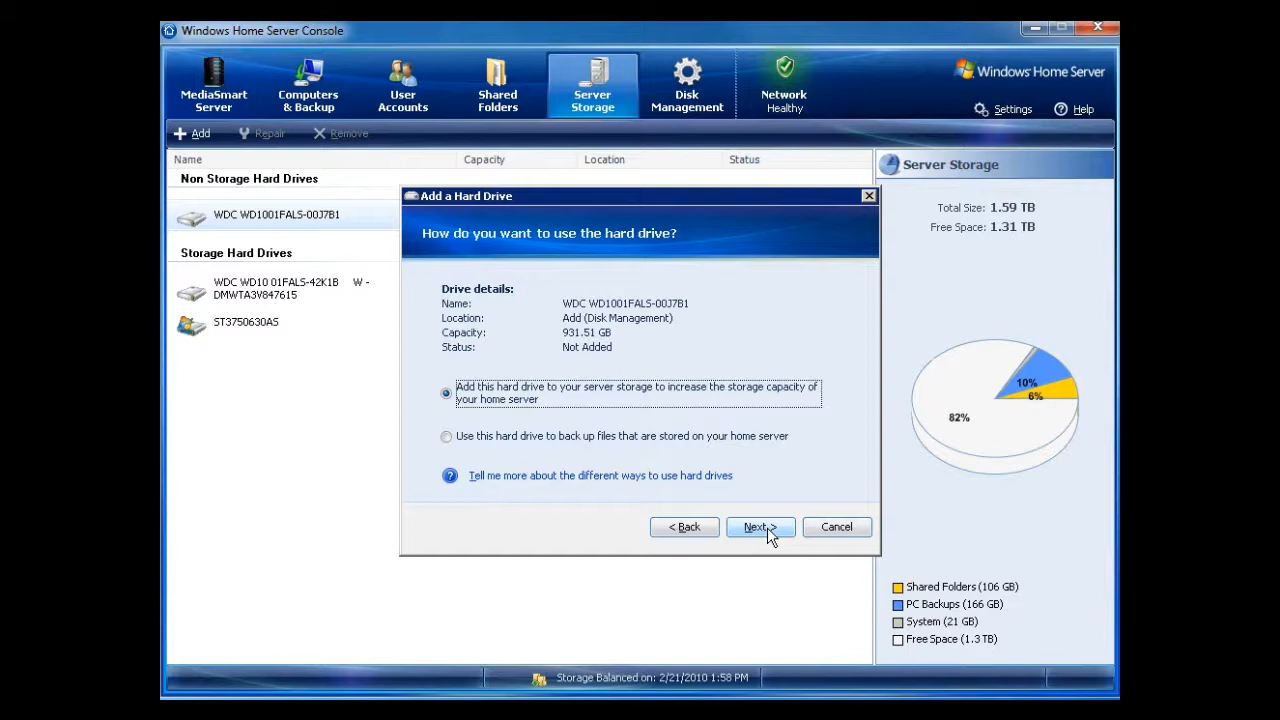 Windows Home Server Console
MediaSmart
Server
Computers
& Backup
User
Accounts
Shared
Folders
Server
Storage
Disk
Management
Network
Healthy
Windows Home Server
Settings
Help
Add
Repair
Remove
Name
Capacity
Location
Status
Non Storage Hard Drives
WDC WD1001FALS-00J7B1
Storage Hard Drives
WDC WD10 01FALS-42K1B W -
DMWTA3V847615
ST3750630AS
Add a Hard Drive
How do you want to use the hard drive?
Drive details:
Name: WDC WD1001FALS-00J7B1
Location: Add (Disk Management)
Capacity: 931.51 GB
Status: Not Added
Add this hard drive to your server storage to increase the storage capacity of
your home server
Use this hard drive to back up files that are stored on your home server
Tell me more about the different ways to use hard drives
< Back
Next >
Cancel
Server Storage
Total Size: 1.59 TB
Free Space: 1.31 TB
10%
6%
82%
Shared Folders (106 GB)
PC Backups (166 GB)
System (21 GB)
Free Space (1.3 TB)
Storage Balanced on: 2/21/2010 1:58 PM